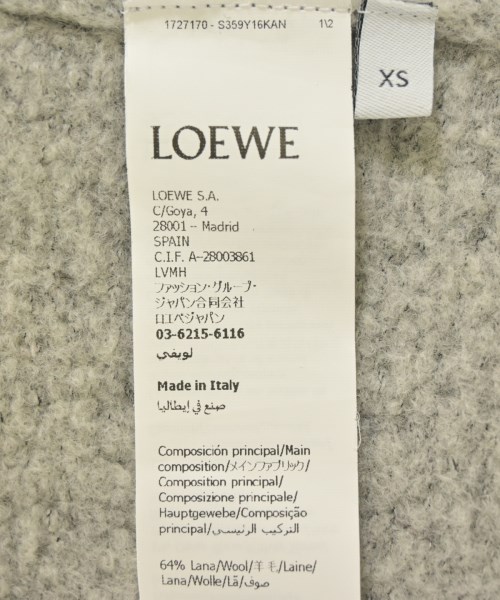 1727170 - S359Y16KAN 1\2
XS
LOEWE
LOEWE S.A.
C/Goya, 4
28001 - Madrid
SPAIN
C.I.F. A-28003861
LVMH
ファッション・グループ・
ジャパン合同会社
ロエベジャパン
03-6215-6116
لويفي
Made in Italy
صنع في إيطاليا
Composición principal/Main
composition/メインファブリック/
Composition principal/
Composizione principale/
Hauptgewebe/Composição
principal/التركيب الرئيسي/
64% Lana/Wool/羊毛/Laine/
Lana/Wolle/Lã/صوف